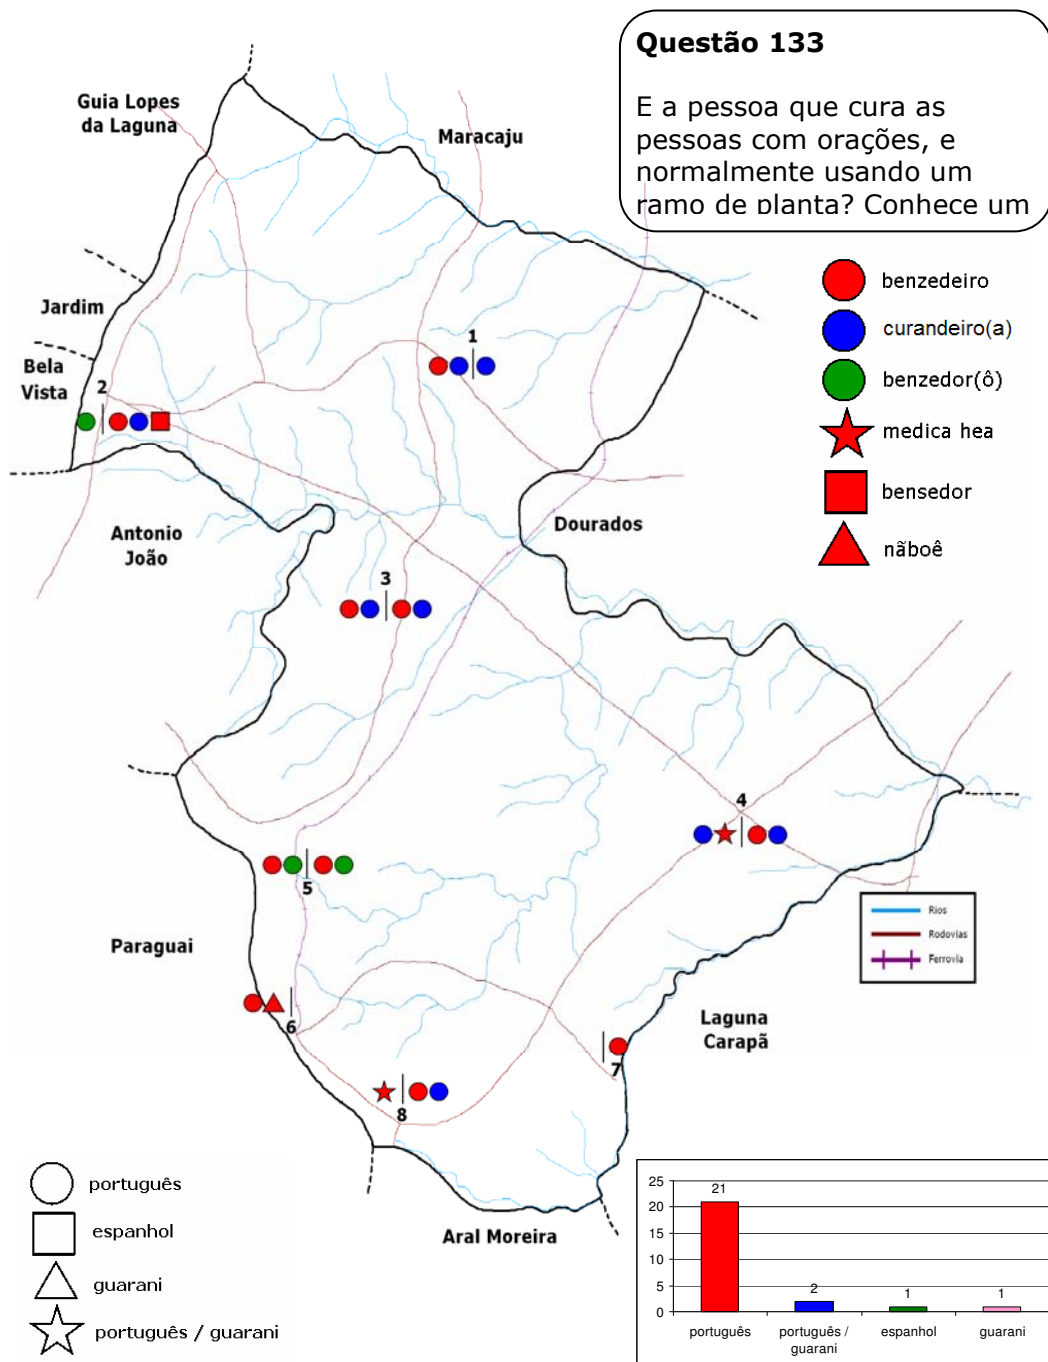 Questão 133
E a pessoa que cura as
pessoas com orações, e
normalmente usando um
ramo de planta? Conhece um
Guia Lopes
da Laguna
Maracaju
benzedeiro
curandeiro(a)
benzedor(ô)
medica hea
bensedor
nãboê
Jardim
Bela
Vista
1
2
Antonio
João
Dourados
3
4
5
Paraguai
Rios
Rodovias
Ferrovia
6
Laguna
Carapã
7
8
Aral Moreira
português
espanhol
guarani
português / guarani
25
20
15
10
5
0
21
2
1
1
português
português /
guarani
espanhol
guarani